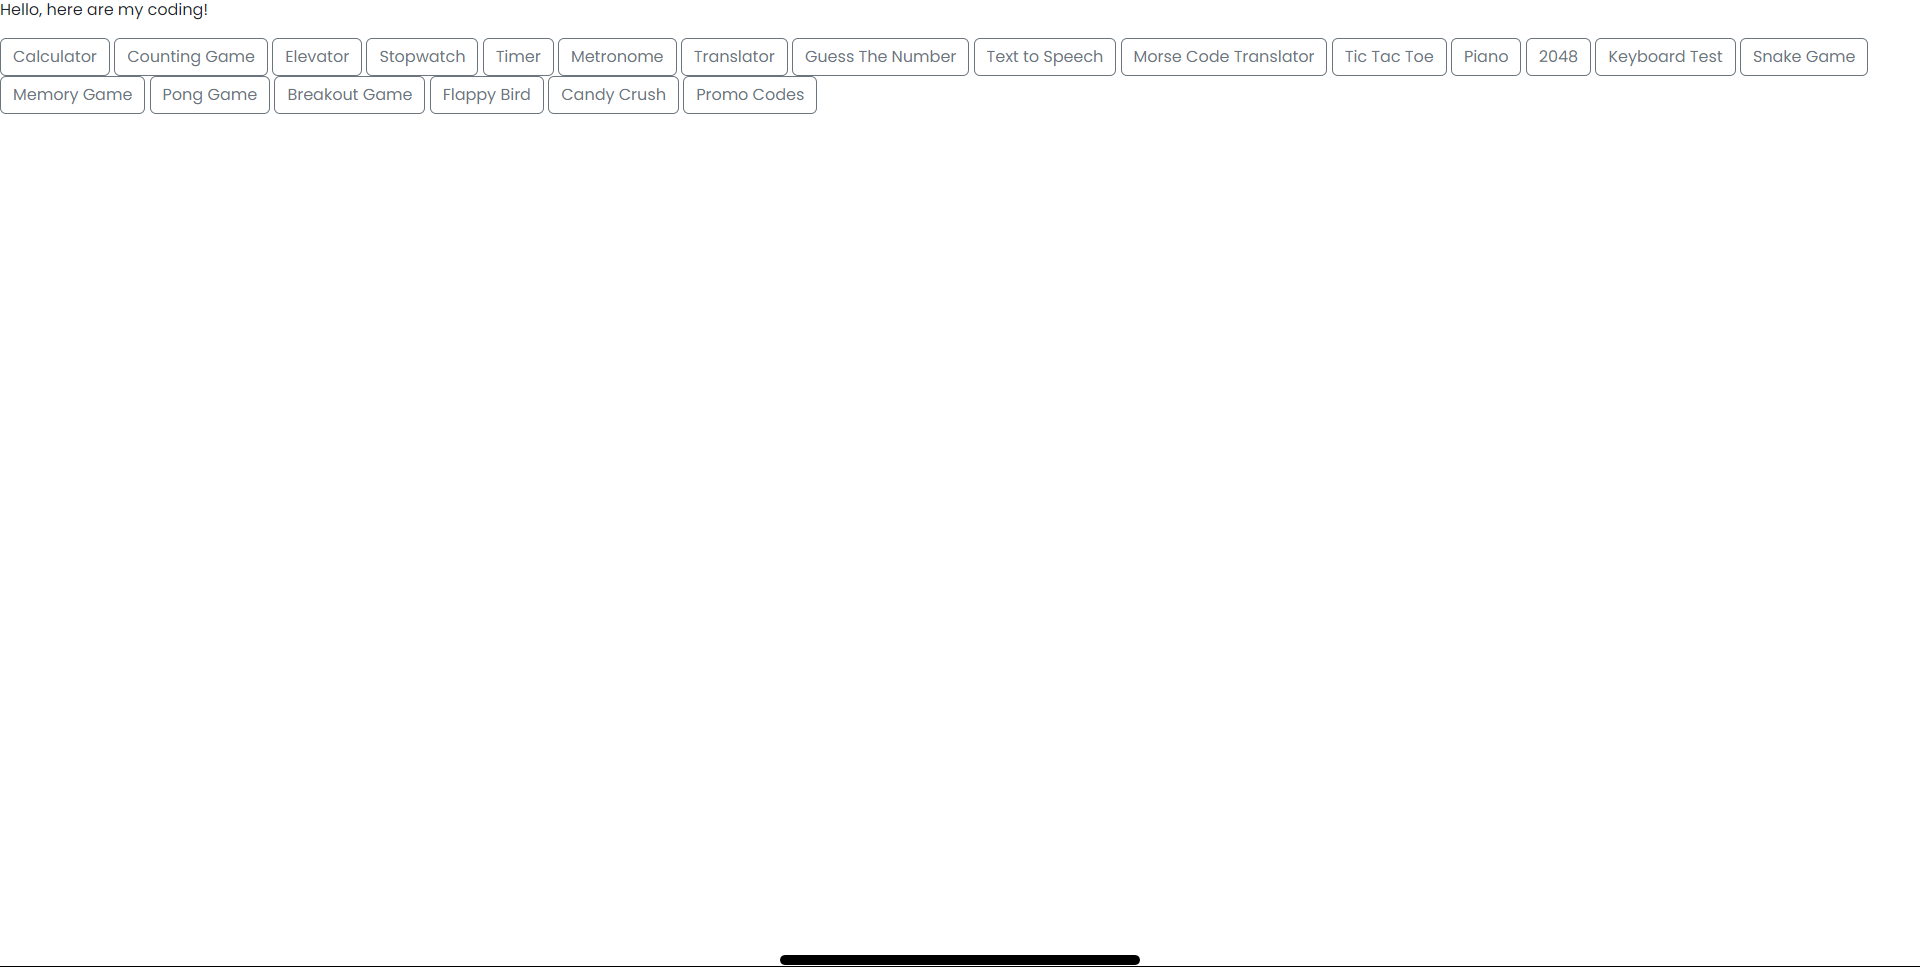 Hello, here are my coding!
Calculator Counting Game Elevator Stopwatch Timer Metronome Translator Guess The Number Text to Speech Morse Code Translator Tic Tac Toe Piano 2048 Keyboard Test Snake Game
Memory Game Pong Game Breakout Game Flappy Bird Candy Crush Promo Codes